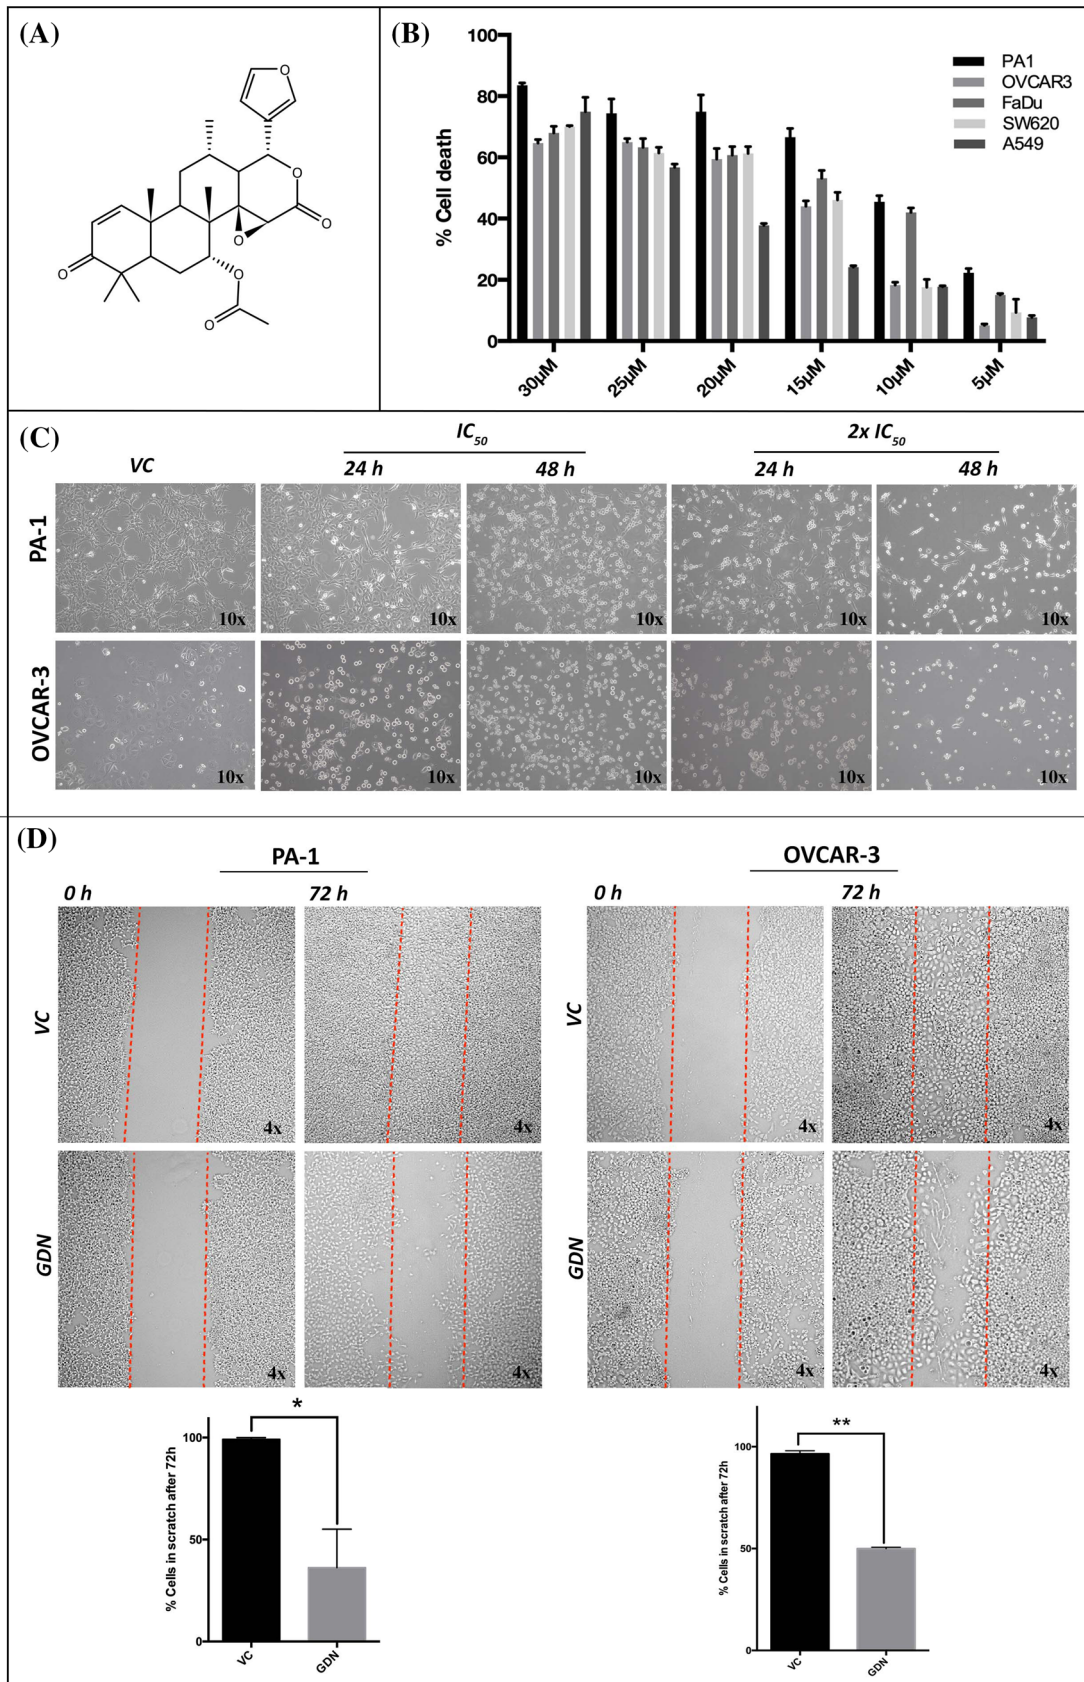 (A)
O
O
O
O
O
O
O
(B)
100
80
60
40
20
0
% Cell death
PA1
OVCAR3
FaDu
SW620
A549
30μM
25μM
20μM
15μM
10μM
5μM
(C)
IC50
2x IC50
VC
24 h
48 h
24 h
48 h
PA-1
10x
10x
10x
10x
10x
OVCAR-3
10x
10x
10x
10x
10x
(D)
PA-1
OVCAR-3
0 h
72 h
0 h
72 h
VC
4x
4x
VC
4x
4x
GDN
4x
4x
GDN
4x
4x
% Cells in scratch after 72h
100
50
0
*
VC
GDN
% Cells in scratch after 72h
100
50
0
**
VC
GDN